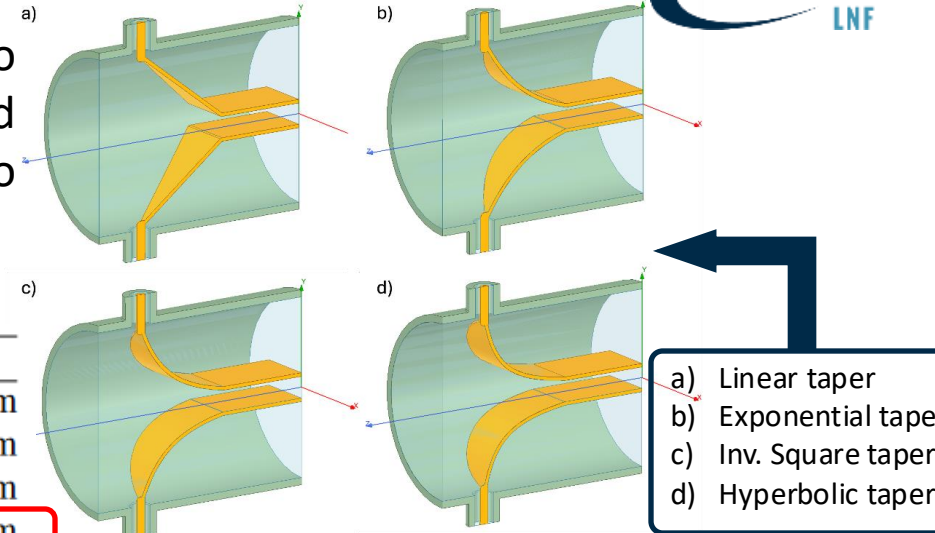 a)
b)
LNF
o
d
o
Y
z
x
z
c)
d)
Y
Y
m
m
m
m
x
z
x
a) Linear taper
b) Exponential tape
c) Inv. Square taper
d) Hyperbolic taper